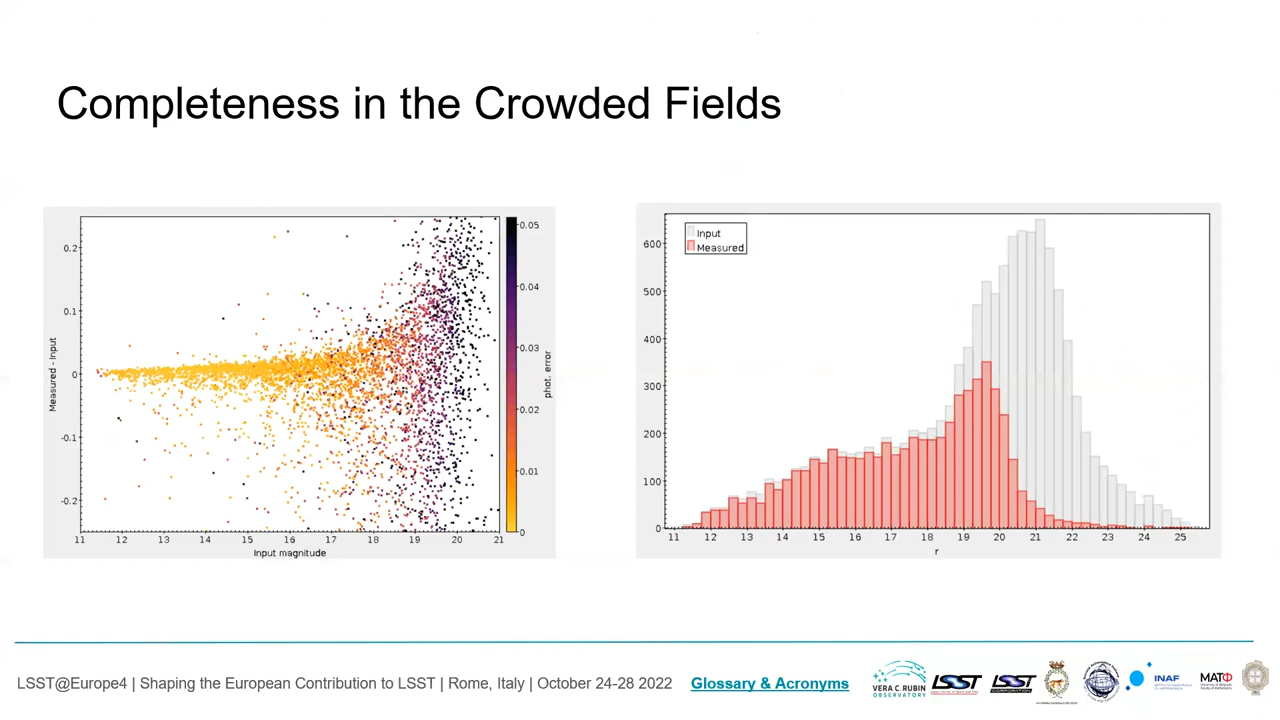 Completeness in the Crowded Fields
0.2
0.1
0
-0.1
-0.2
Measured - Input
11 12 13 14 15 16 17 18 19 20 21
Input magnitude
0.05
0.04
0.03
0.02
0.01
0
phot. error
Input
Measured
600
500
400
300
200
100
0
11 12 13 14 15 16 17 18 19 20 21 22 23 24 25
r
LSST@Europe4 | Shaping the European Contribution to LSST | Rome, Italy | October 24-28 2022
Glossary & Acronyms
VERA C. RUBIN
OBSERVATORY
LSST
LSST
CORPORATION
INAF